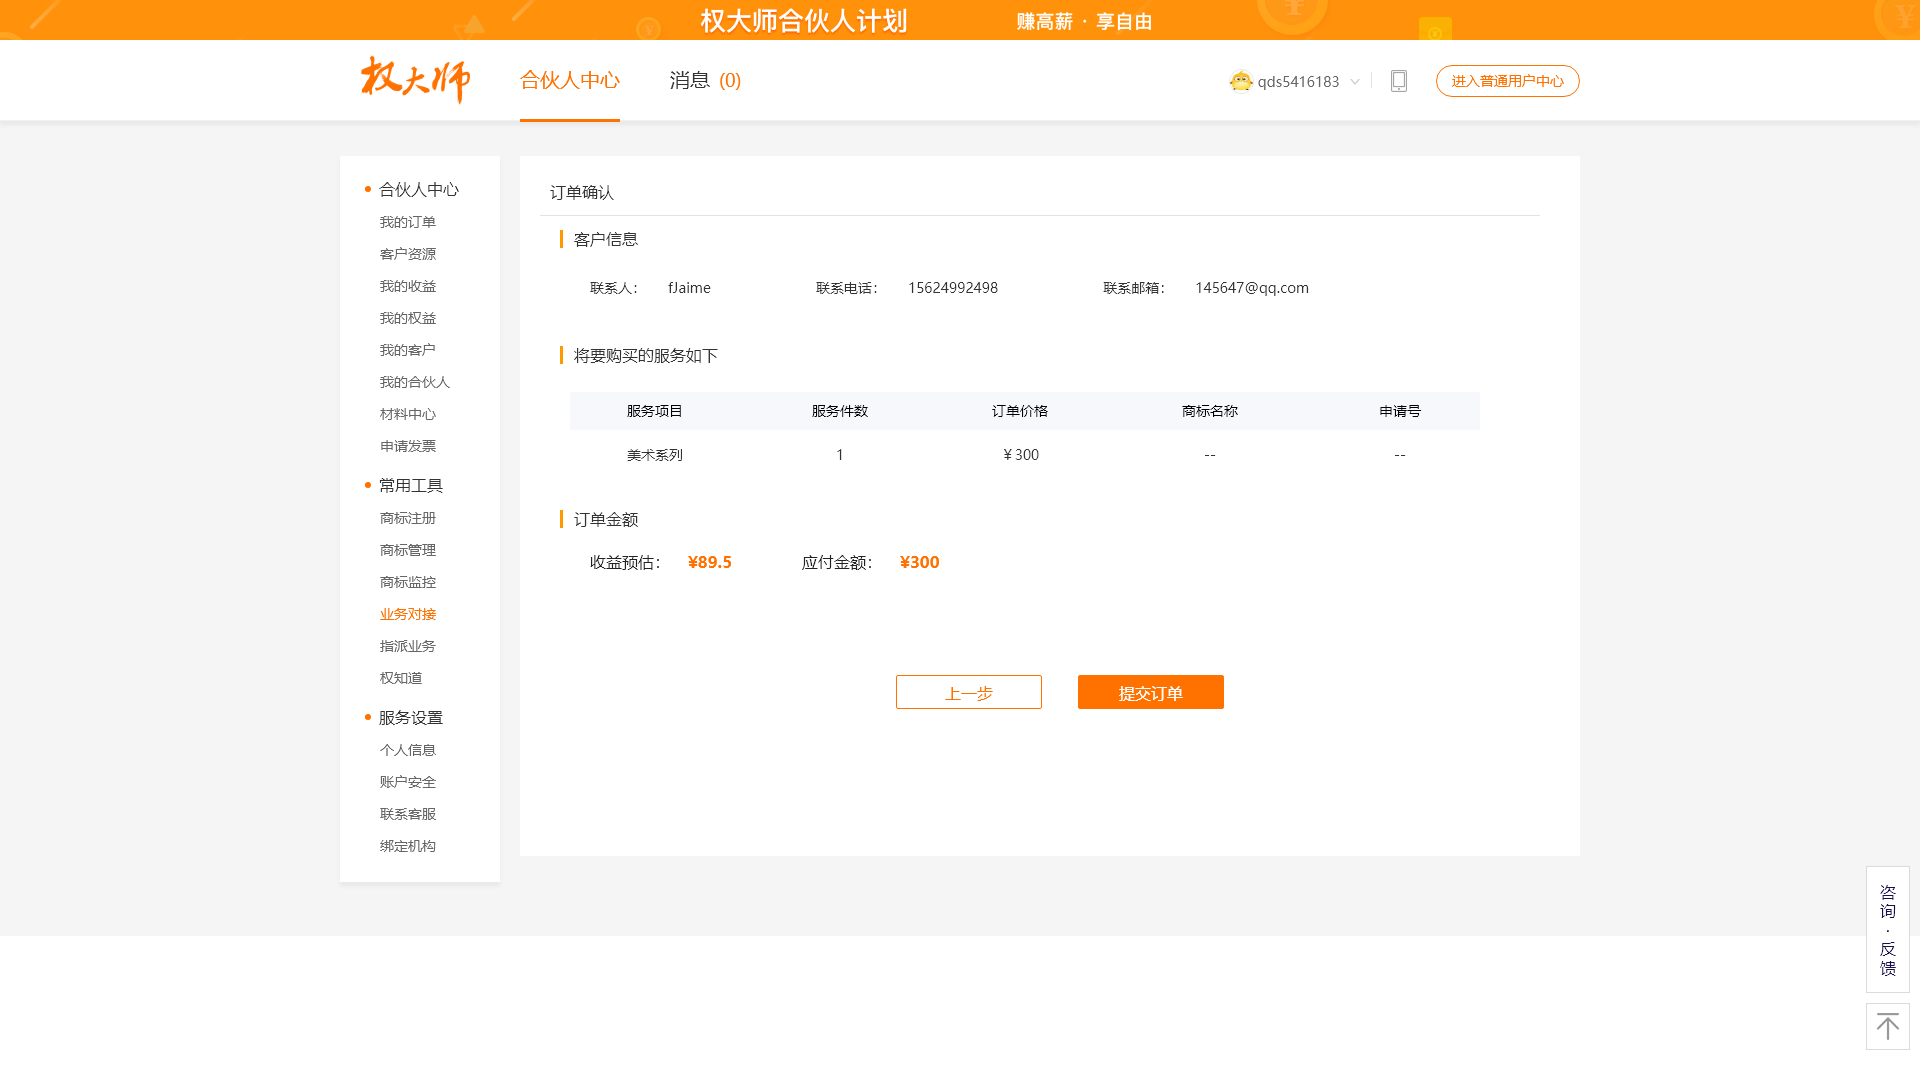 权大师合伙人计划 赚高薪 · 享自由
权大师 合伙人中心 消息 (0) qds5416183 进入普通用户中心
合伙人中心
我的订单
客户资源
我的收益
我的权益
我的客户
我的合伙人
材料中心
申请发票
常用工具
商标注册
商标管理
商标监控
业务对接
指派业务
权知道
服务设置
个人信息
账户安全
联系客服
绑定机构
订单确认
客户信息
联系人： fJaime 联系电话： 15624992498 联系邮箱： 145647@qq.com
将要购买的服务如下
服务项目 服务件数 订单价格 商标名称 申请号
美术系列 1 ¥ 300 -- --
订单金额
收益预估： ¥89.5 应付金额： ¥300
上一步 提交订单
咨询·反馈